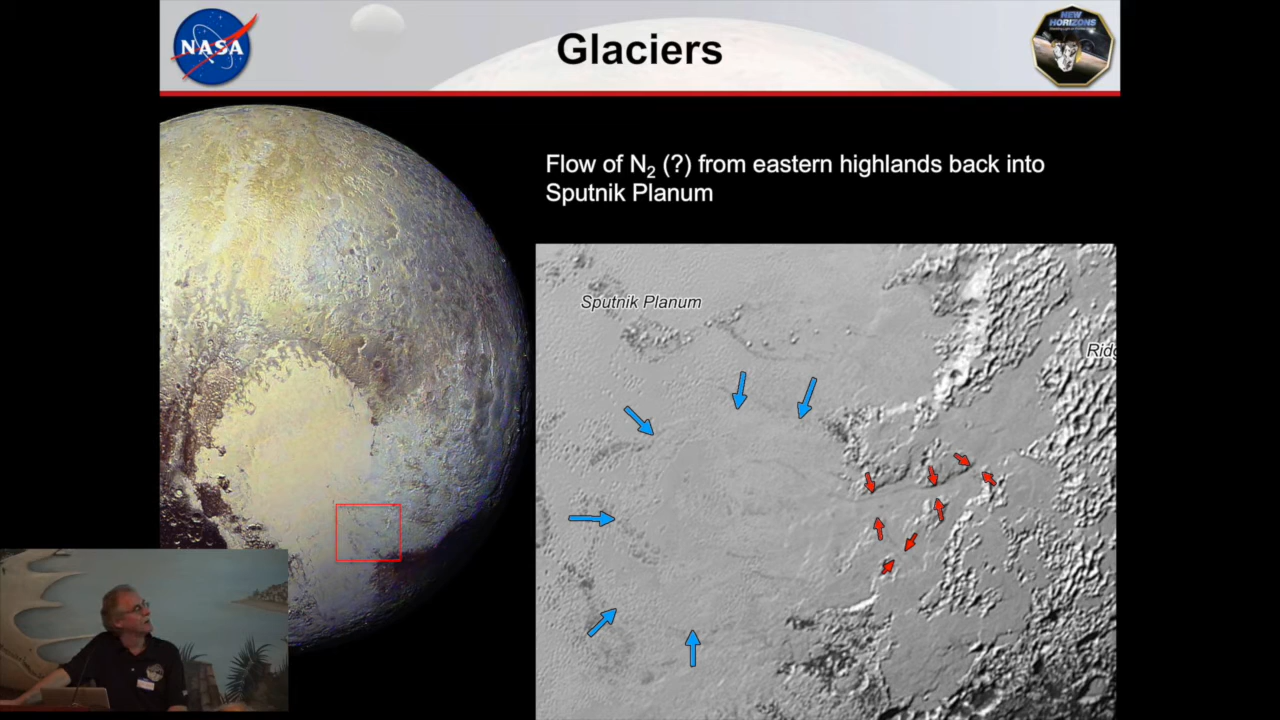 NASA
Glaciers
NEW
HORIZONS
Flow of N₂ (?) from eastern highlands back into
Sputnik Planum
Sputnik Planum
Ridg